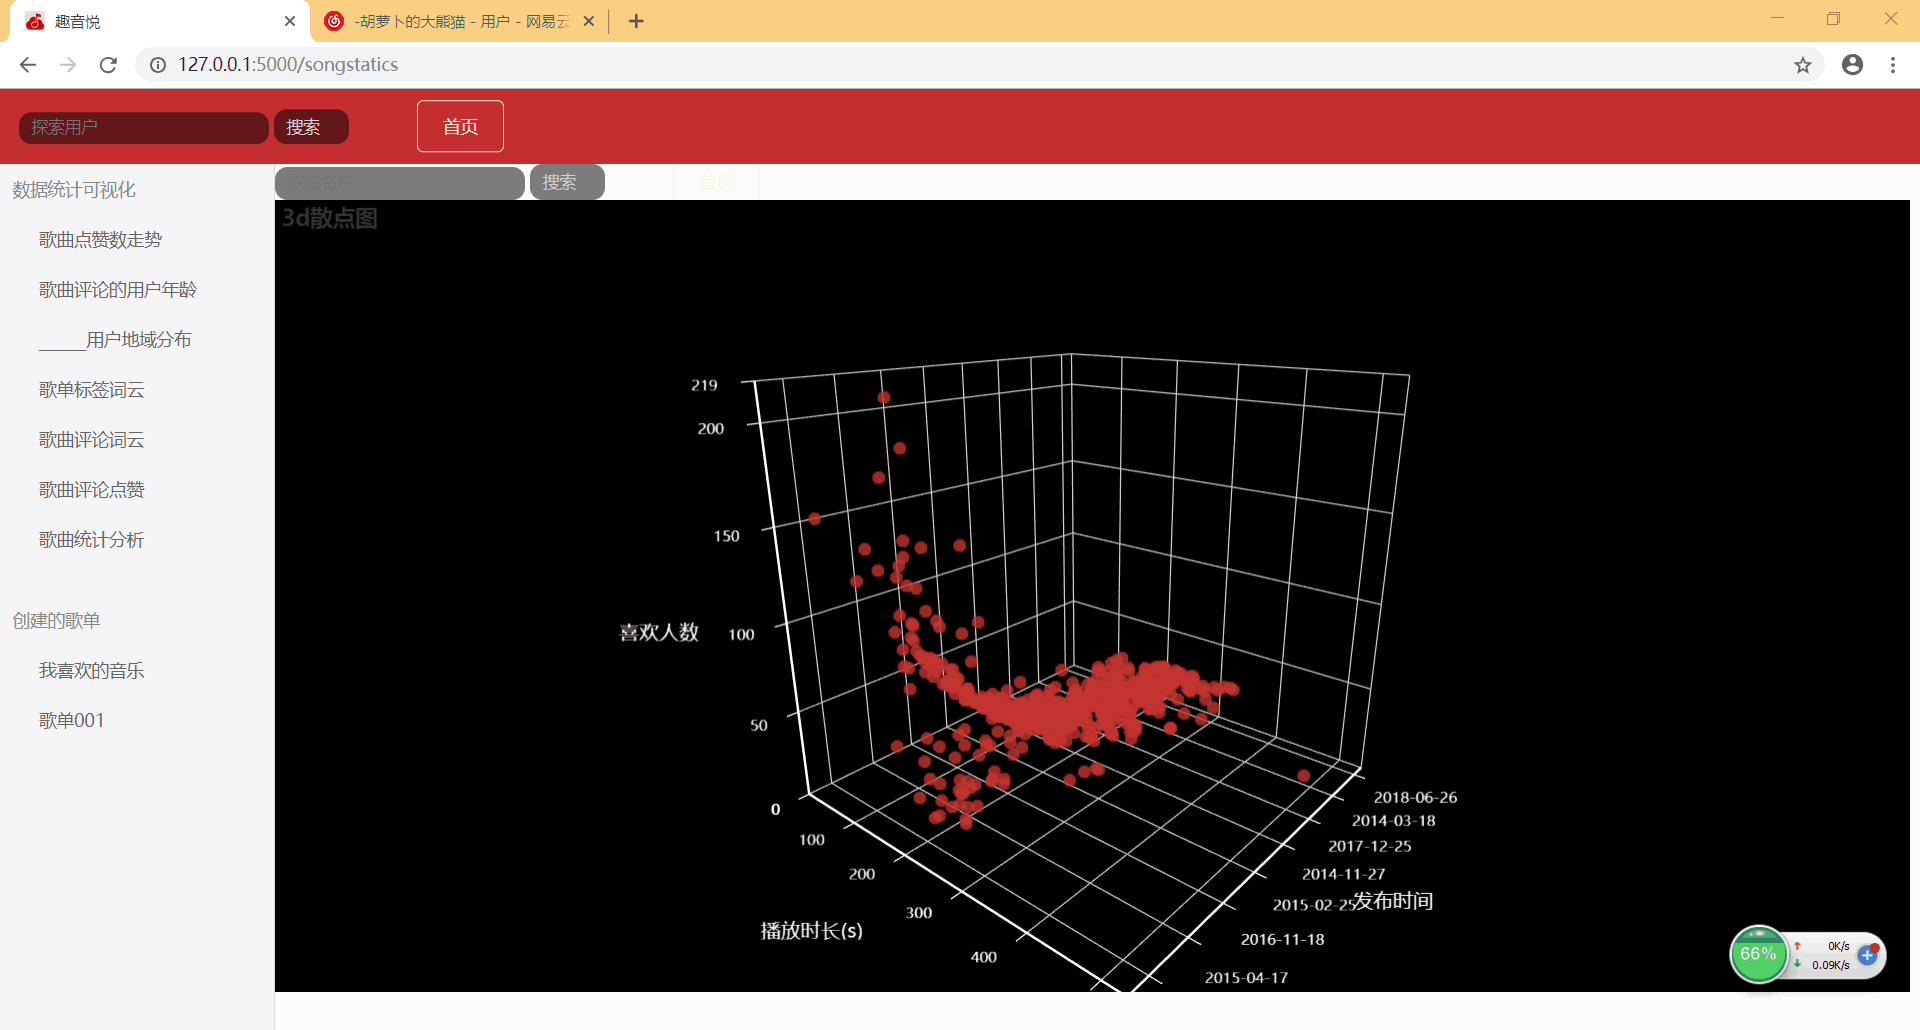 趣音悦
-胡萝卜的大熊猫 - 用户 - 网易云
127.0.0.1:5000/songstatics
探索用户
搜索
首页
数据统计可视化
歌曲点赞数走势
歌曲评论的用户年龄
_____用户地域分布
歌单标签词云
歌曲评论词云
歌曲评论点赞
歌曲统计分析
创建的歌单
我喜欢的音乐
歌单001
歌曲名称
搜索
首页
3d散点图
219
200
150
喜欢人数
100
50
0
100
200
300
400
播放时长(s)
2018-06-26
2014-03-18
2017-12-25
2014-11-27
2015-02-25
发布时间
2016-11-18
2015-04-17
66%
0K/s
0.09K/s